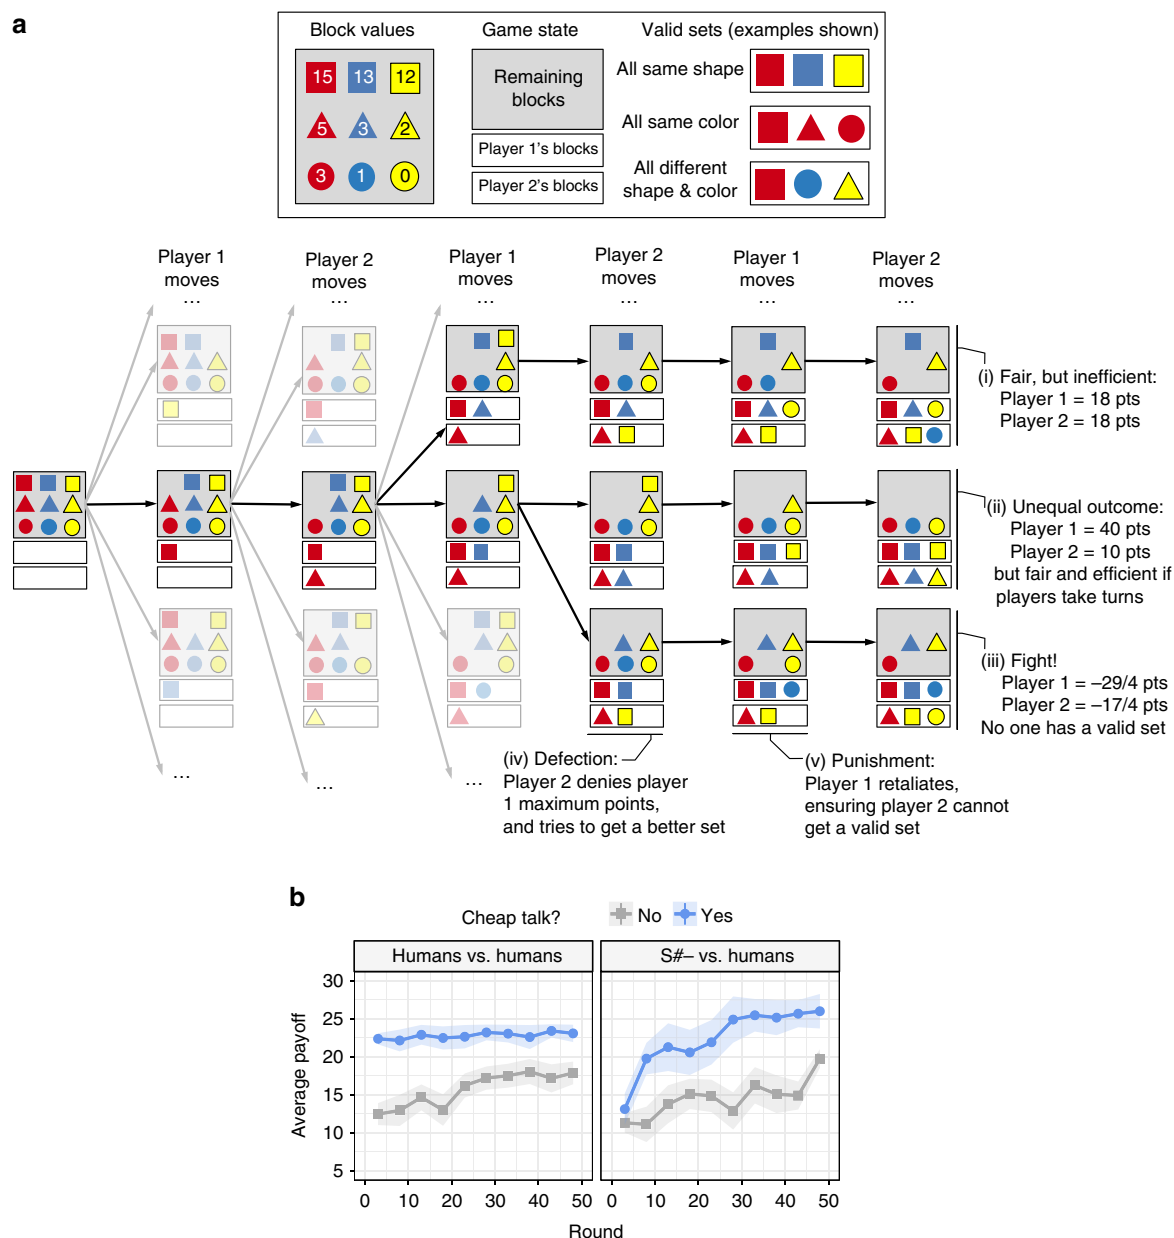 a
Block values
Game state
Valid sets (examples shown)
15 13 12
5 3 2
3 1 0
Remaining
blocks
Player 1's blocks
Player 2's blocks
All same shape
All same color
All different
shape & color
Player 1
moves
...
Player 2
moves
...
Player 1
moves
...
Player 2
moves
...
Player 1
moves
...
Player 2
moves
...
(i) Fair, but inefficient:
Player 1 = 18 pts
Player 2 = 18 pts
(ii) Unequal outcome:
Player 1 = 40 pts
Player 2 = 10 pts
but fair and efficient if
players take turns
(iii) Fight!
Player 1 = –29/4 pts
Player 2 = –17/4 pts
No one has a valid set
...
...
...
(iv) Defection:
Player 2 denies player
1 maximum points,
and tries to get a better set
(v) Punishment:
Player 1 retaliates,
ensuring player 2 cannot
get a valid set
b
Cheap talk? No Yes
Humans vs. humans
S#– vs. humans
Average payoff
30
25
20
15
10
5
0 10 20 30 40 50
0 10 20 30 40 50
Round